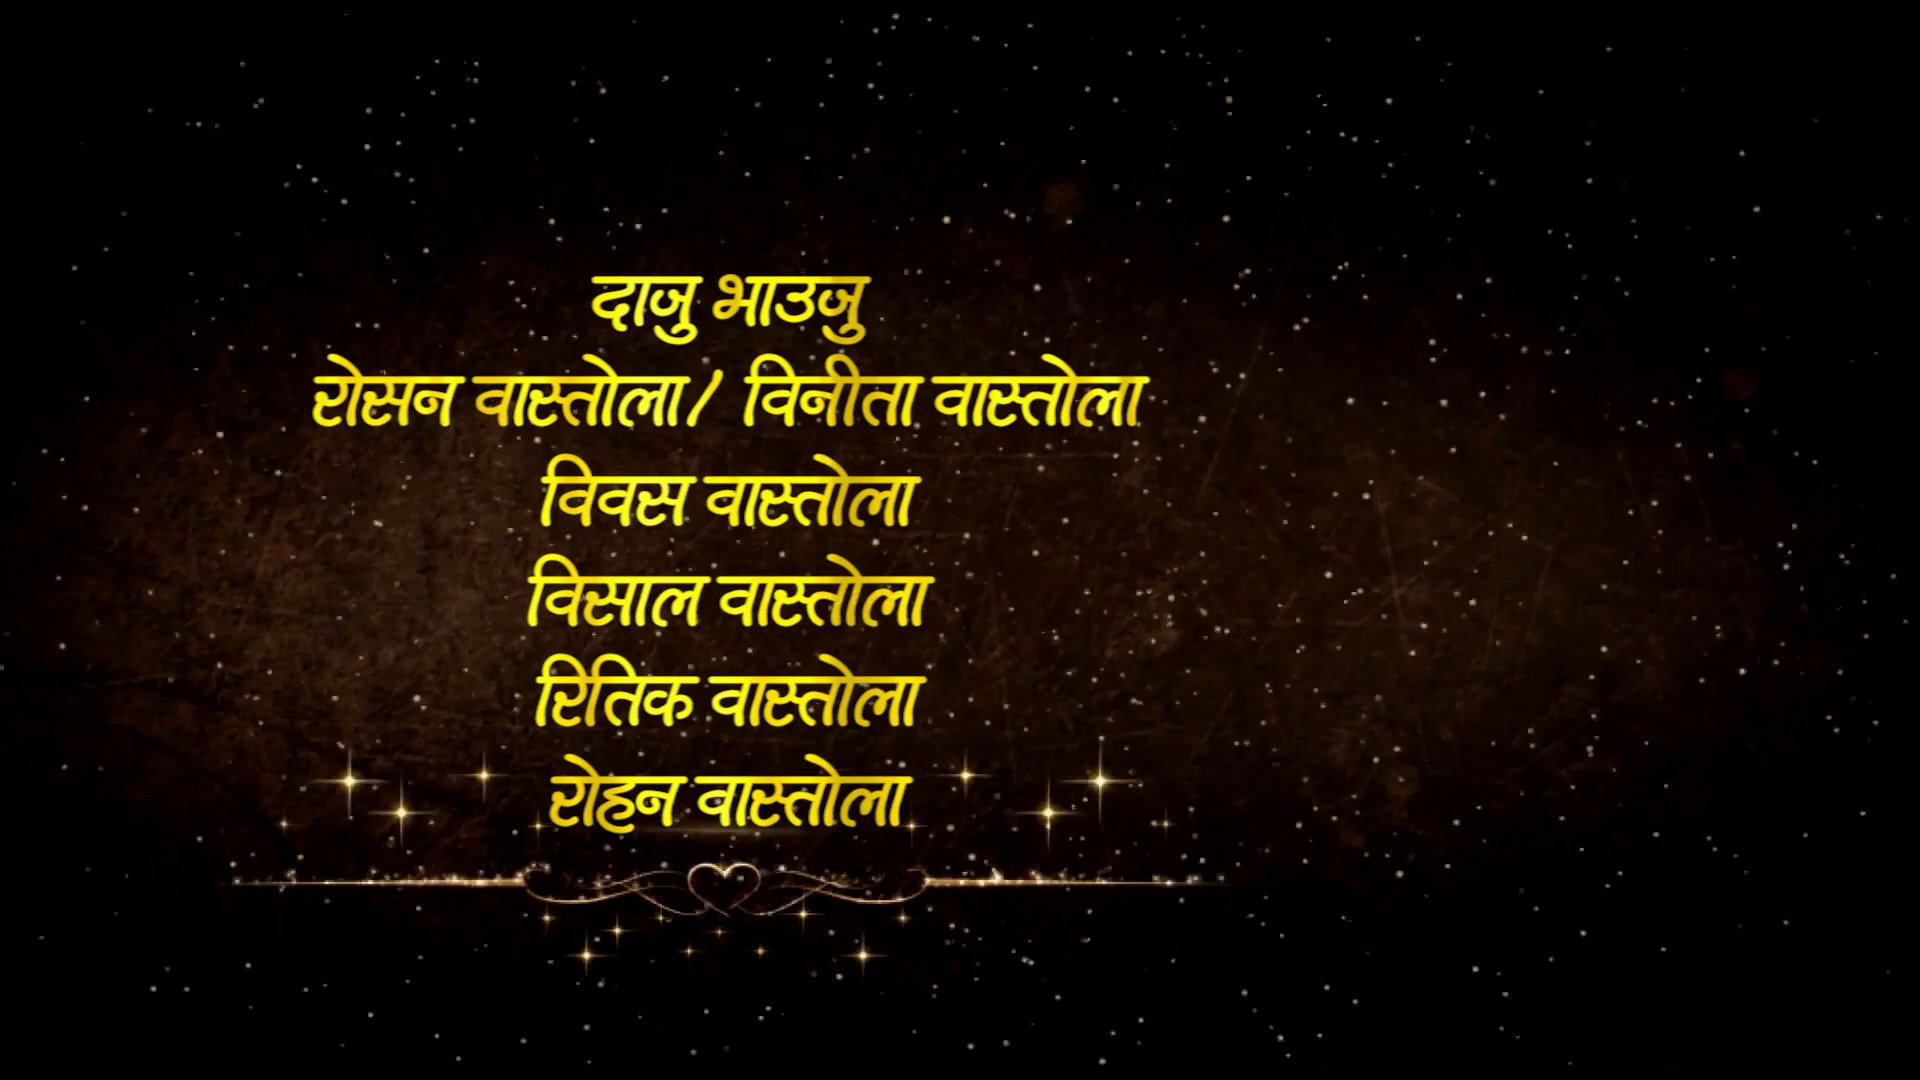 दाजु भाउजु
रोसन वास्तोला/ विनीता वास्तोला
विवस वास्तोला
विसाल वास्तोला
रितिक वास्तोला
रोहन वास्तोला